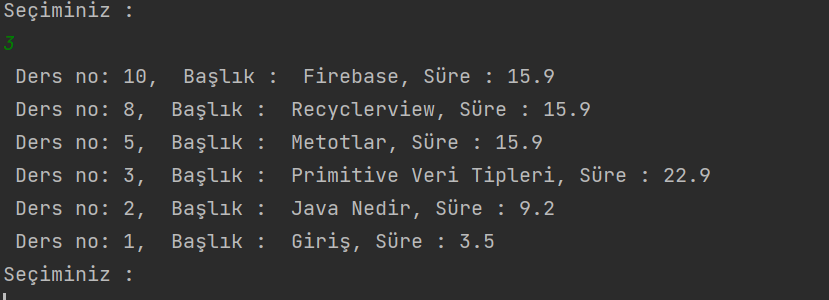 Seçiminiz :
3
Ders no: 10,  Başlık :  Firebase, Süre : 15.9
Ders no: 8,  Başlık :  Recyclerview, Süre : 15.9
Ders no: 5,  Başlık :  Metotlar, Süre : 15.9
Ders no: 3,  Başlık :  Primitive Veri Tipleri, Süre : 22.9
Ders no: 2,  Başlık :  Java Nedir, Süre : 9.2
Ders no: 1,  Başlık :  Giriş, Süre : 3.5
Seçiminiz :